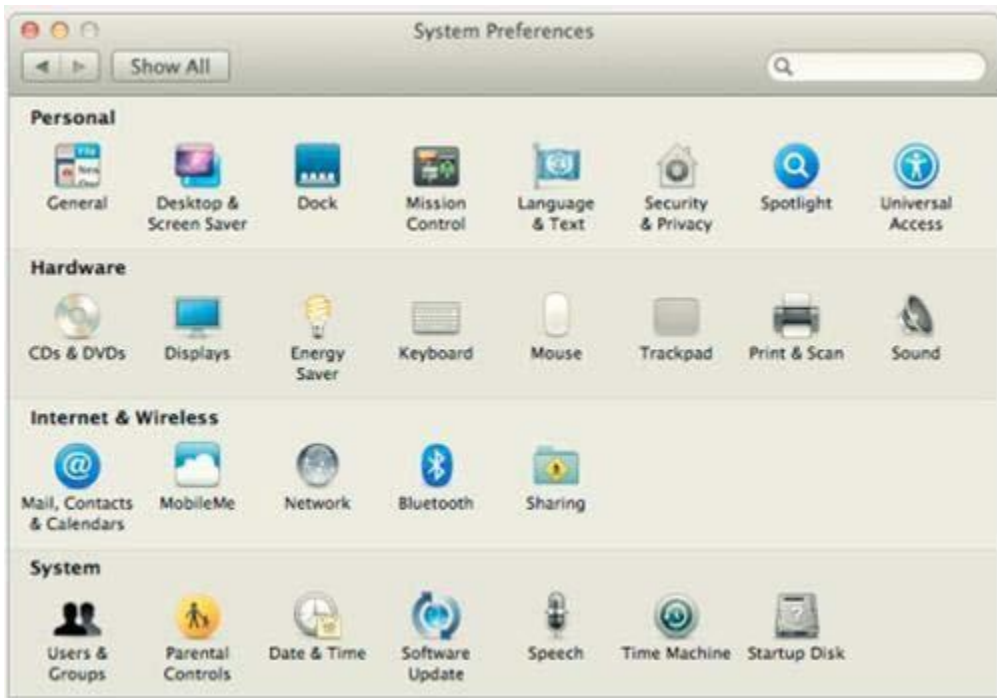 System Preferences
Show All
Personal
General
Desktop &
Screen Saver
Dock
Mission
Control
Language
& Text
Security
& Privacy
Spotlight
Universal
Access
Hardware
CDs & DVDs
Displays
Energy
Saver
Keyboard
Mouse
Trackpad
Print & Scan
Sound
Internet & Wireless
Mail, Contacts
& Calendars
MobileMe
Network
Bluetooth
Sharing
System
Users &
Groups
Parental
Controls
Date & Time
Software
Update
Speech
Time Machine
Startup Disk